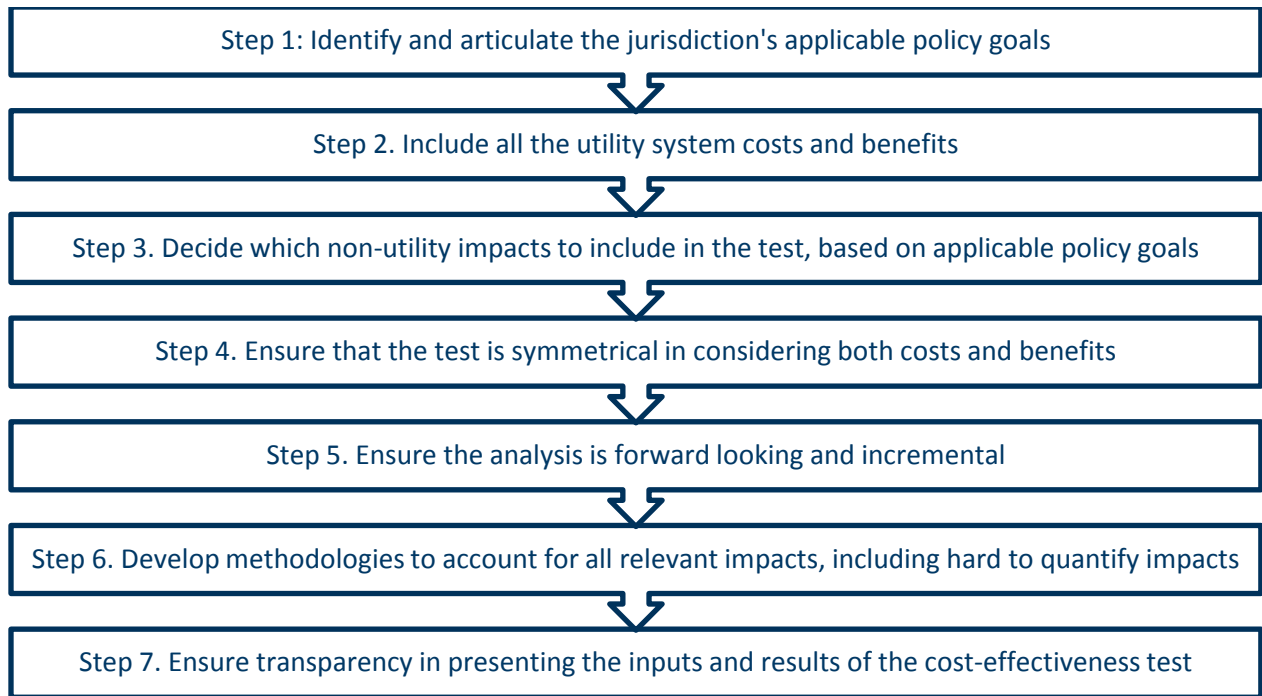 Step 1: Identify and articulate the jurisdiction's applicable policy goals
Step 2. Include all the utility system costs and benefits
Step 3. Decide which non-utility impacts to include in the test, based on applicable policy goals
Step 4. Ensure that the test is symmetrical in considering both costs and benefits
Step 5. Ensure the analysis is forward looking and incremental
Step 6. Develop methodologies to account for all relevant impacts, including hard to quantify impacts
Step 7. Ensure transparency in presenting the inputs and results of the cost-effectiveness test